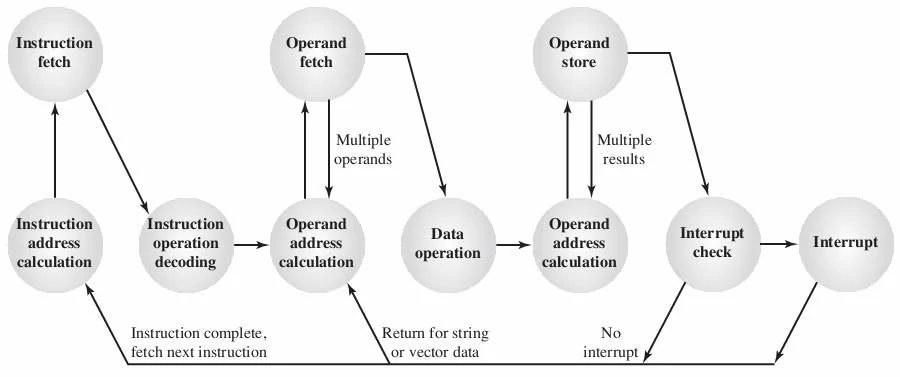 Instruction
fetch
Operand
fetch
Operand
store
Multiple
operands
Multiple
results
Instruction
address
calculation
Instruction
operation
decoding
Operand
address
calculation
Data
operation
Operand
address
calculation
Interrupt
check
Interrupt
Instruction complete,
fetch next instruction
Return for string
or vector data
No
interrupt